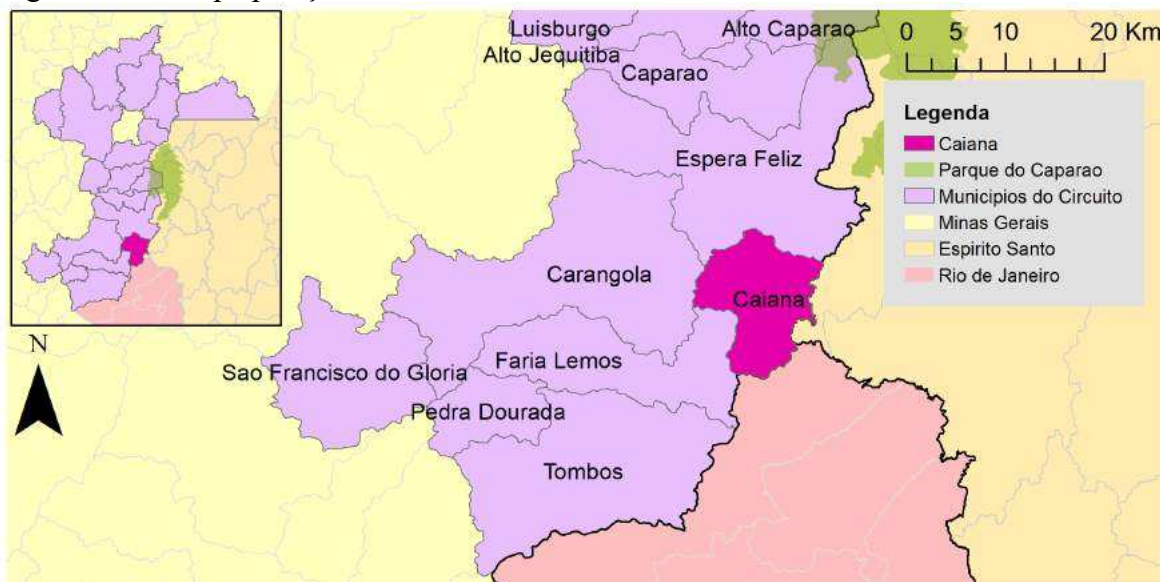 Luisburgo
Alto Jequitiba
Alto Caparao
Caparao
Espera Feliz
Carangola
Caiana
Faria Lemos
Sao Francisco do Gloria
Pedra Dourada
Tombos
N
0 5 10 20 Km
Legenda
Caiana
Parque do Caparao
Municipios do Circuito
Minas Gerais
Espirito Santo
Rio de Janeiro